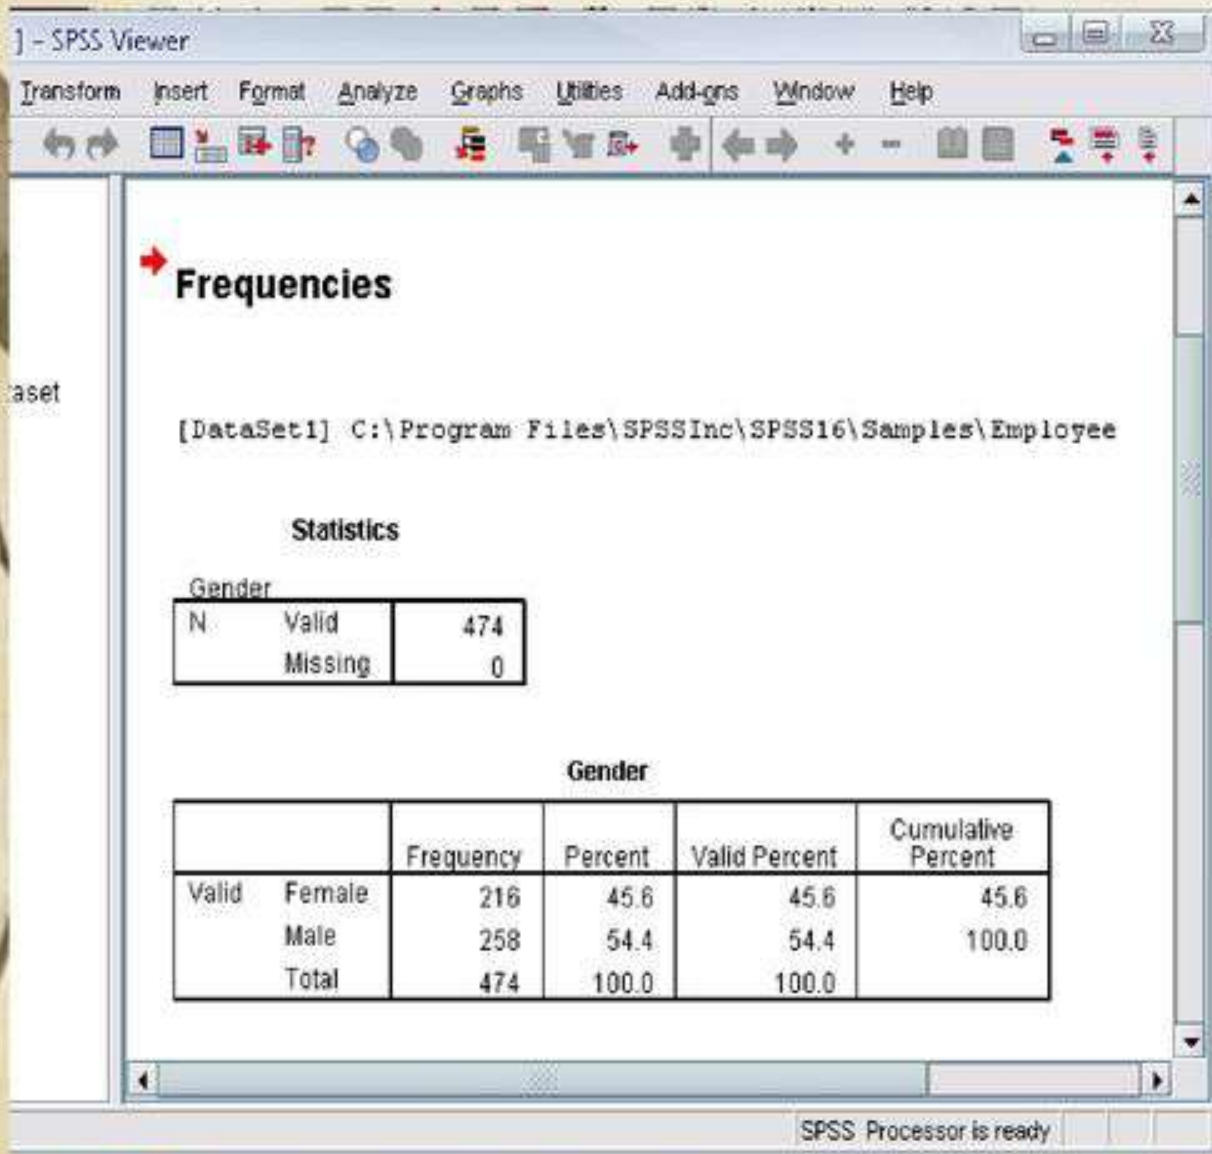 ] - SPSS Viewer
Transform Insert Format Analyze Graphs Utilities Add-ons Window Help
aset
Frequencies
[DataSet1] C:\Program Files\SPSSInc\SPSS16\Samples\Employee
Statistics
Gender
N Valid 474
Missing 0
Gender
Frequency Percent Valid Percent Cumulative Percent
Valid Female 216 45.6 45.6 45.6
Male 258 54.4 54.4 100.0
Total 474 100.0 100.0
SPSS Processor is ready